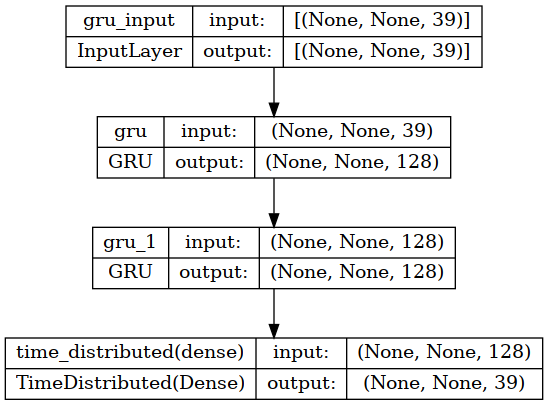 gru_input input: [(None, None, 39)]
InputLayer output: [(None, None, 39)]
gru input: (None, None, 39)
GRU output: (None, None, 128)
gru_1 input: (None, None, 128)
GRU output: (None, None, 128)
time_distributed(dense) input: (None, None, 128)
TimeDistributed(Dense) output: (None, None, 39)